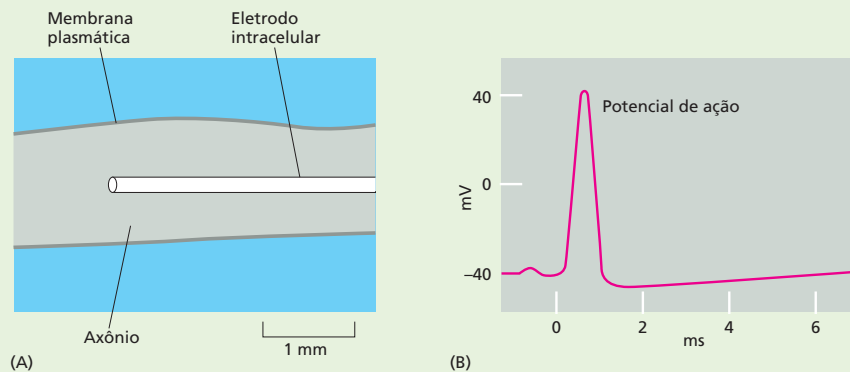 Membrana
plasmática
Eletrodo
intracelular
Axônio
1 mm
(A)
40
0
–40
mV
Potencial de ação
0
2
4
6
ms
(B)